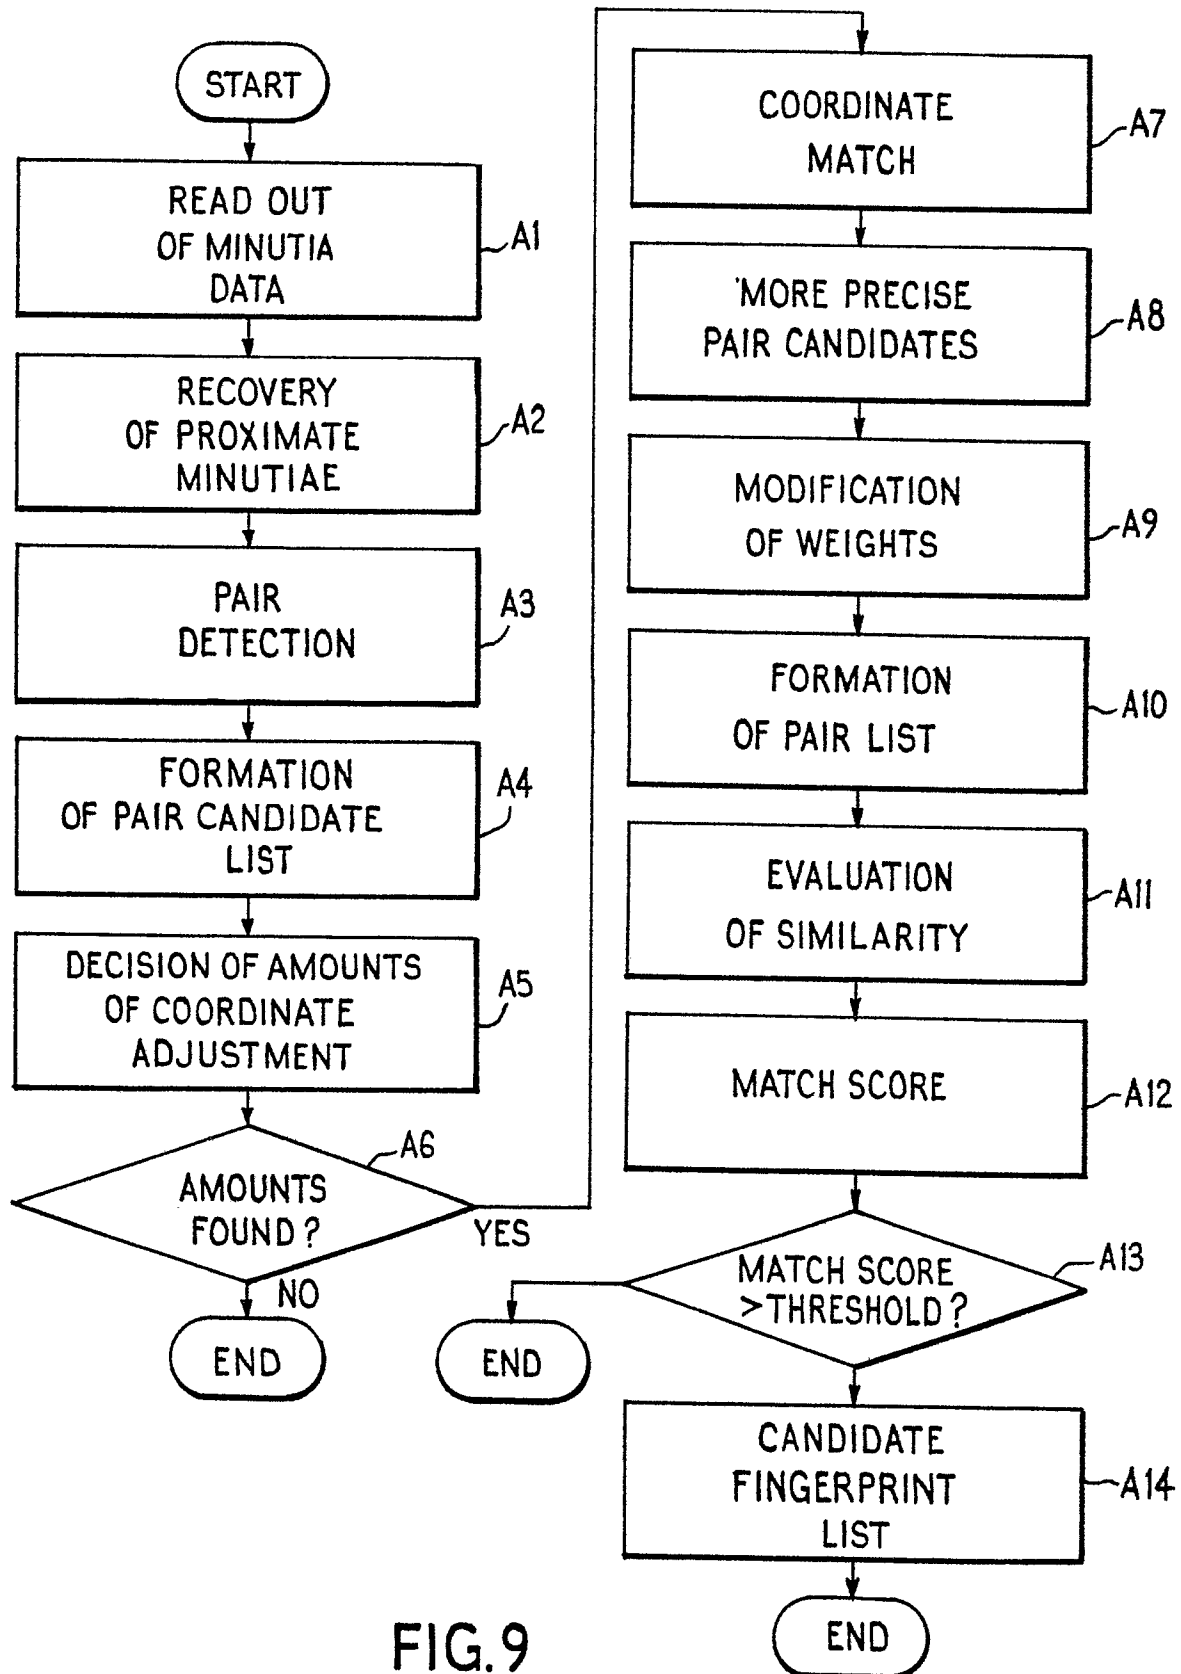 START
READ OUT
OF MINUTIA
DATA
A1
RECOVERY
OF PROXIMATE
MINUTIAE
A2
PAIR
DETECTION
A3
FORMATION
OF PAIR CANDIDATE
LIST
A4
DECISION OF AMOUNTS
OF COORDINATE
ADJUSTMENT
A5
AMOUNTS
FOUND?
A6
YES
NO
END
COORDINATE
MATCH
A7
MORE PRECISE
PAIR CANDIDATES
A8
MODIFICATION
OF WEIGHTS
A9
FORMATION
OF PAIR LIST
A10
EVALUATION
OF SIMILARITY
A11
MATCH SCORE
A12
MATCH SCORE
>THRESHOLD?
A13
END
CANDIDATE
FINGERPRINT
LIST
A14
END
FIG.9